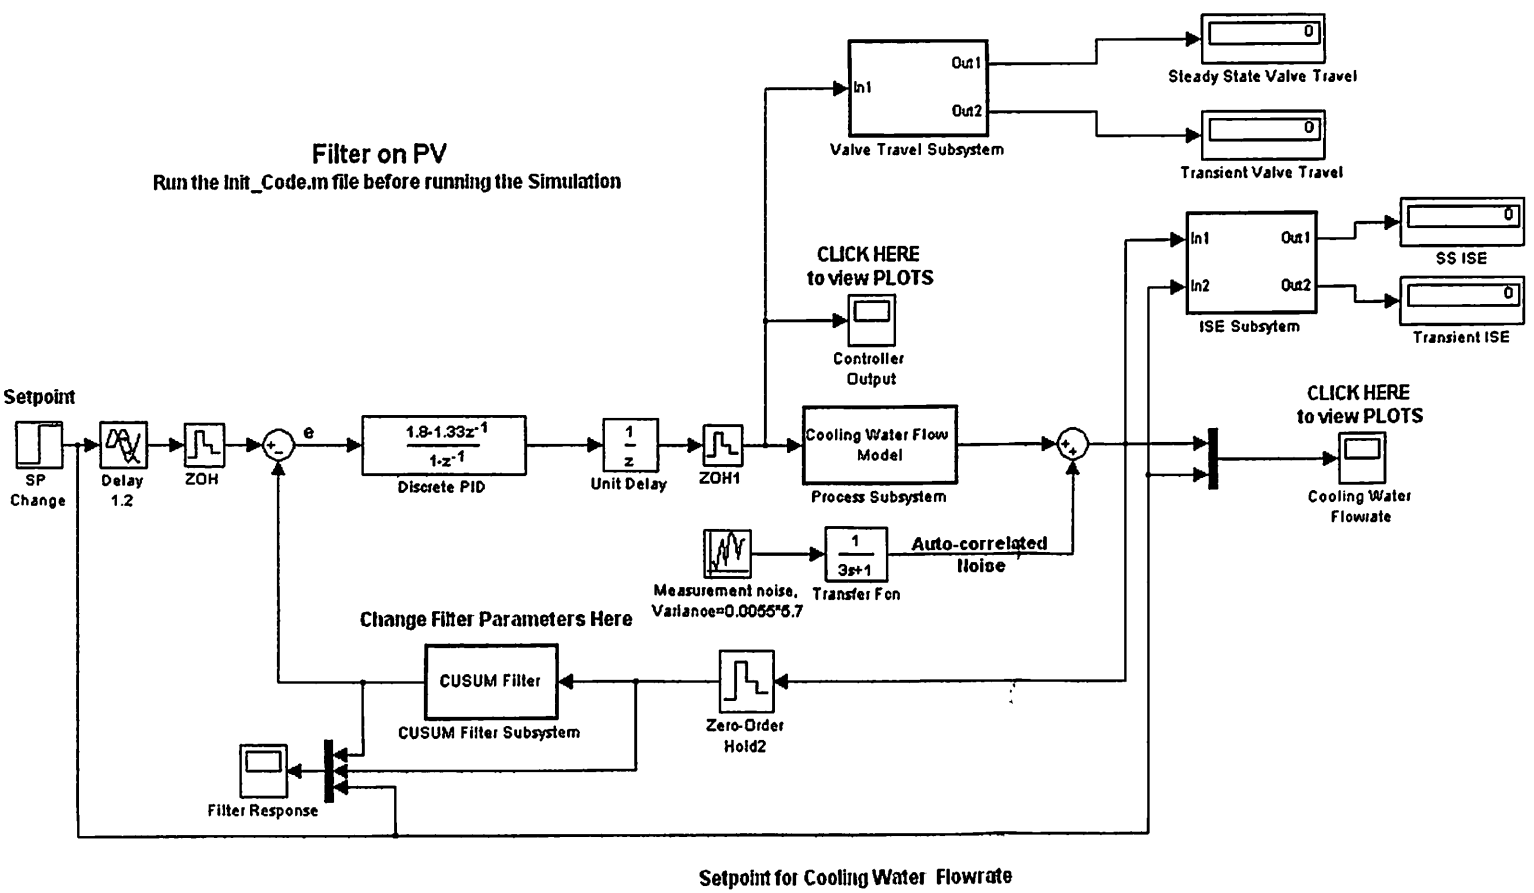 Out1
0
Steady State Valve Travel
In1
Out2
0
Valve Travel Subsystem
Transient Valve Travel
Filter on PV
Run the Init_Code.m file before running the Simulation
0
SS ISE
In1
Out1
In2
Out2
0
ISE Subsytem
Transient ISE
CLICK HERE
to view PLOTS
Controller
Output
CLICK HERE
to view PLOTS
Cooling Water
Flowrate
Setpoint
SP
Change
Delay
1.2
ZOH
+
-
e
1.8-1.33z-1
1-z-1
Discrete PID
1
z
Unit Delay
ZOH1
Cooling Water Flow
Model
Process Subsystem
+
+
Measurement noise,
Variance=0.0055*5.7
1
3s+1
Transfer Fcn
Auto-correlated
Noise
Change Filter Parameters Here
CUSUM Filter
CUSUM Filter Subsystem
Zero-Order
Hold2
Filter Response
Setpoint for Cooling Water Flowrate